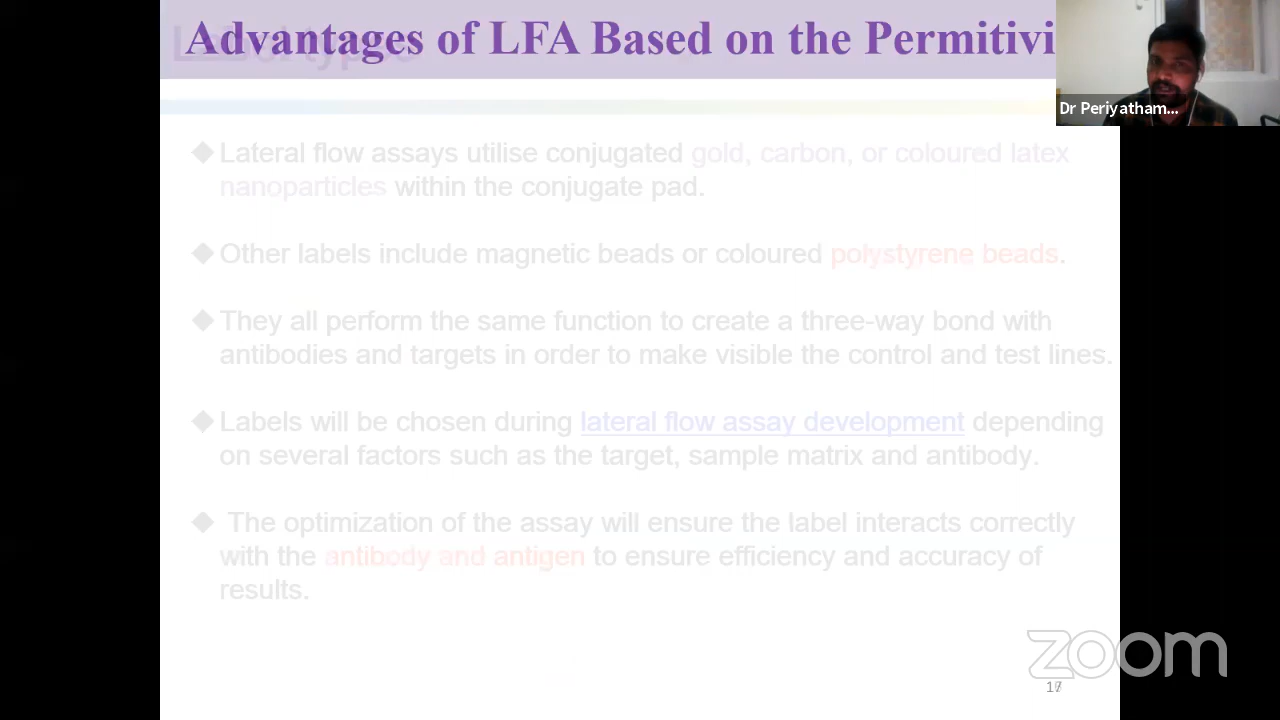 Advantages of LFA Based on the Permitivi
Label types
Dr Periyatham...
Lateral flow assays utilise conjugated gold, carbon, or coloured latex
nanoparticles within the conjugate pad.
Other labels include magnetic beads or coloured polystyrene beads.
They all perform the same function to create a three-way bond with
antibodies and targets in order to make visible the control and test lines.
Labels will be chosen during lateral flow assay development depending
on several factors such as the target, sample matrix and antibody.
The optimization of the assay will ensure the label interacts correctly
with the antibody and antigen to ensure efficiency and accuracy of
results.
zoom